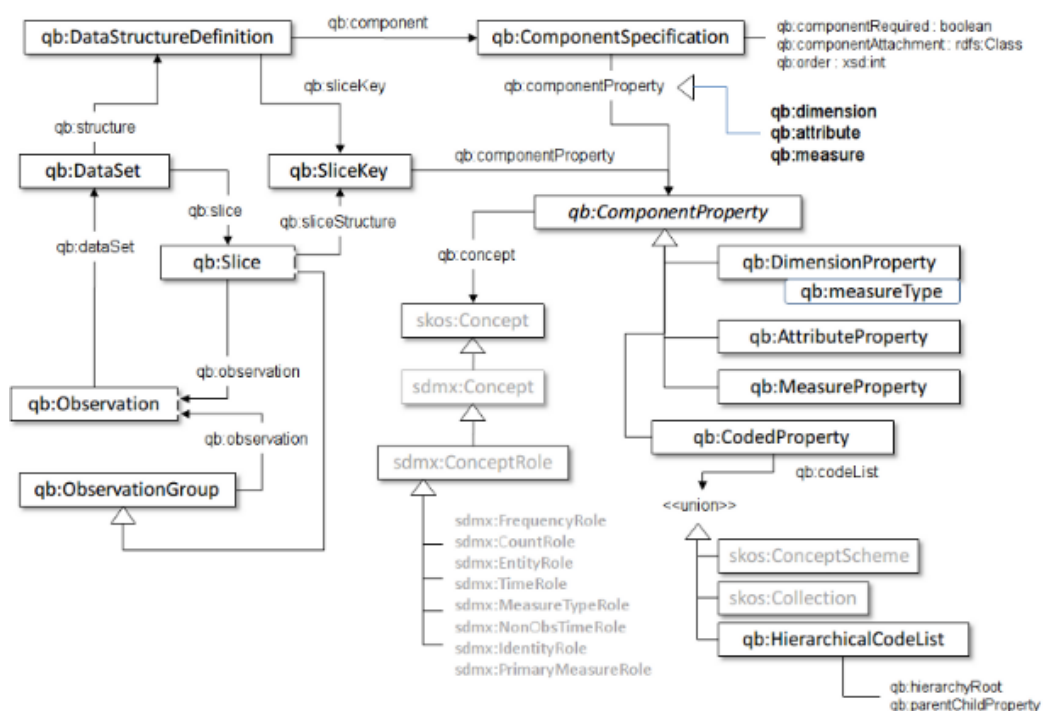 qb:DataStructureDefinition
qb:component
qb:ComponentSpecification
qb:componentRequired : boolean
qb:componentAttachment : rdfs:Class
qb:order : xsd:int
qb:sliceKey
qb:componentProperty
qb:dimension
qb:attribute
qb:measure
qb:structure
qb:DataSet
qb:SliceKey
qb:componentProperty
qb:slice
qb:sliceStructure
qb:ComponentProperty
qb:dataSet
qb:Slice
qb:concept
qb:DimensionProperty
qb:measureType
skos:Concept
qb:AttributeProperty
qb:observation
sdmx:Concept
qb:MeasureProperty
qb:Observation
qb:observation
qb:CodedProperty
sdmx:ConceptRole
qb:codeList
qb:ObservationGroup
<<union>>
sdmx:FrequencyRole
sdmx:CountRole
sdmx:EntityRole
sdmx:TimeRole
sdmx:MeasureTypeRole
sdmx:NonObsTimeRole
sdmx:IdentityRole
sdmx:PrimaryMeasureRole
skos:ConceptScheme
skos:Collection
qb:HierarchicalCodeList
qb:hierarchyRoot
qb:parentChildProperty